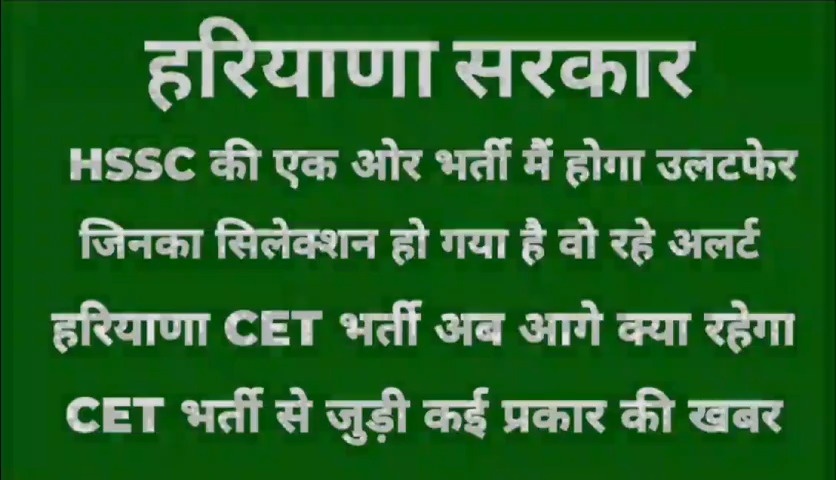 हरियाणा सरकार
HSSC की एक ओर भर्ती मैं होगा उलटफेर
जिनका सिलेक्शन हो गया है वो रहे अलर्ट
हरियाणा CET भर्ती अब आगे क्या रहेगा
CET भर्ती से जुड़ी कई प्रकार की खबर